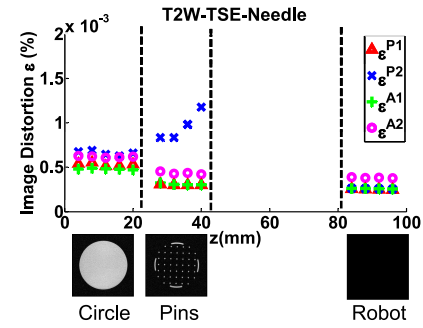 T2W-TSE-Needle
x 10⁻³
Image Distortion ε (%)
2
1.5
1
0.5
0
0 20 40 60 80 100
z(mm)
ε^P1
ε^P2
ε^A1
ε^A2
Circle Pins Robot